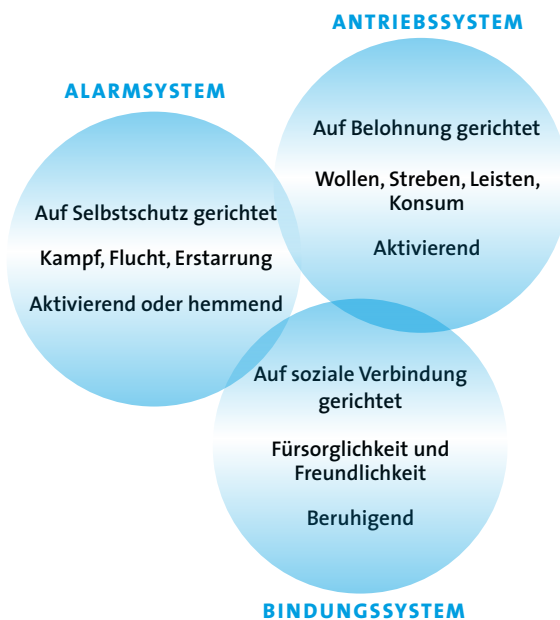 ANTRIEBSSYSTEM
Auf Belohnung gerichtet
Wollen, Streben, Leisten,
Konsum
Aktivierend
ALARMSYSTEM
Auf Selbstschutz gerichtet
Kampf, Flucht, Erstarrung
Aktivierend oder hemmend
Auf soziale Verbindung
gerichtet
Fürsorglichkeit und
Freundlichkeit
Beruhigend
BINDUNGSSYSTEM